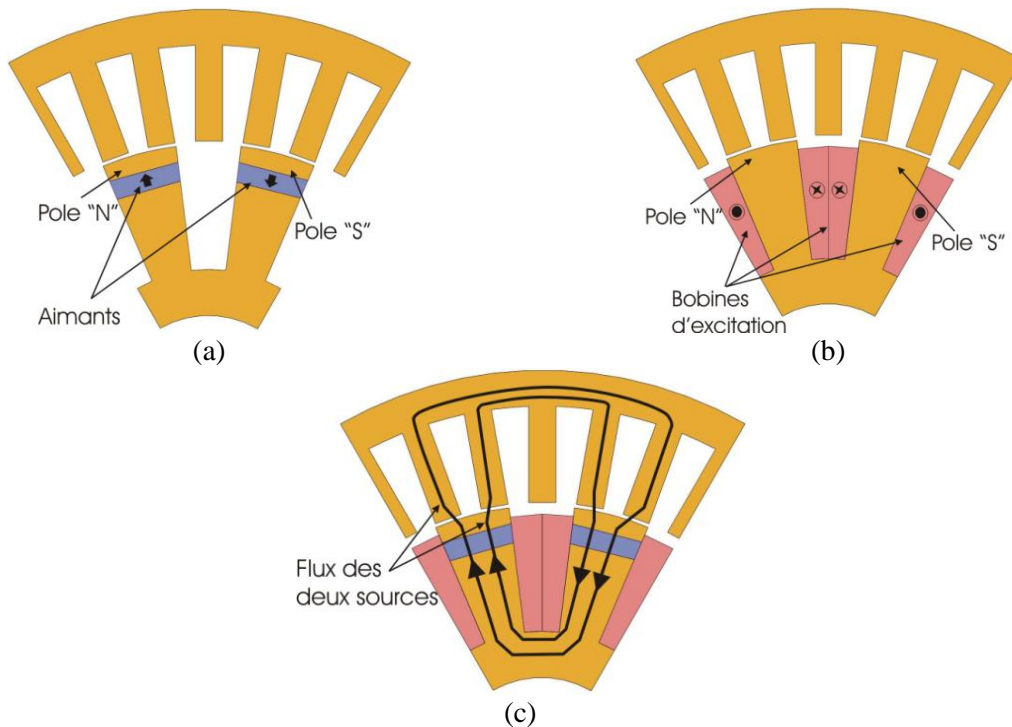 Pole “N”
Pole “S”
Aimants
(a)
Pole “N”
Pole “S”
Bobines
d’excitation
(b)
Flux des
deux sources
(c)